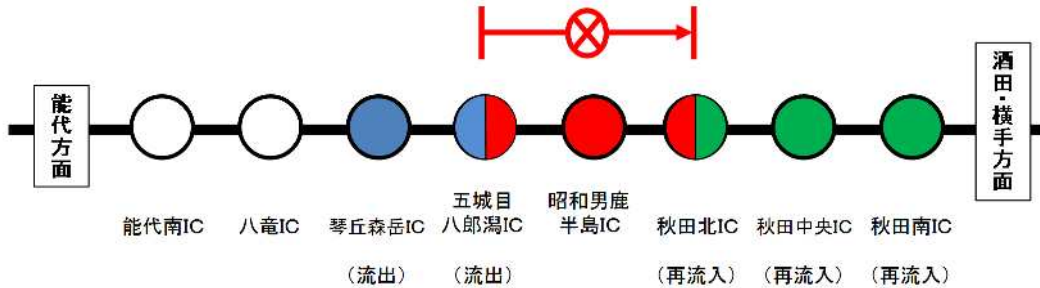 能代方面
酒田・横手方面
能代南IC
八竜IC
琴丘森岳IC
五城目
八郎潟IC
昭和男鹿
半島IC
秋田北IC
秋田中央IC
秋田南IC
(流出)
(流出)
(再流入)
(再流入)
(再流入)